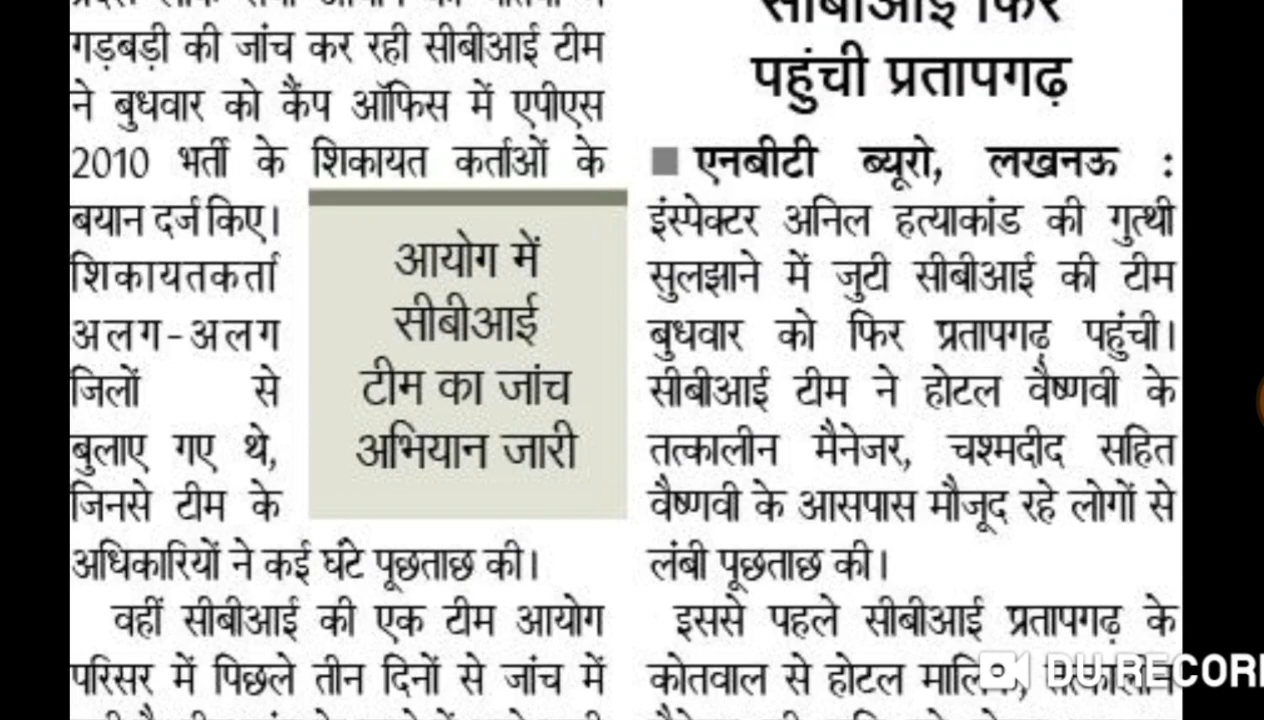 गड़बड़ी की जांच कर रही सीबीआई टीम
ने बुधवार को कैंप ऑफिस में एपीएस
2010 भर्ती के शिकायत कर्ताओं के
बयान दर्ज किए।
शिकायतकर्ता
अलग-अलग
जिलों से
बुलाए गए थे,
जिनसे टीम के
अधिकारियों ने कई घंटे पूछताछ की।
वहीं सीबीआई की एक टीम आयोग
परिसर में पिछले तीन दिनों से जांच में
आयोग में
सीबीआई
टीम का जांच
अभियान जारी
सीबीआई फिर
पहुंची प्रतापगढ़
एनबीटी ब्यूरो, लखनऊ :
इंस्पेक्टर अनिल हत्याकांड की गुत्थी
सुलझाने में जुटी सीबीआई की टीम
बुधवार को फिर प्रतापगढ़ पहुंची।
सीबीआई टीम ने होटल वैष्णवी के
तत्कालीन मैनेजर, चश्मदीद सहित
वैष्णवी के आसपास मौजूद रहे लोगों से
लंबी पूछताछ की।
इससे पहले सीबीआई प्रतापगढ़ के
कोतवाल से होटल मालिक, तत्कालीन
DU RECOR